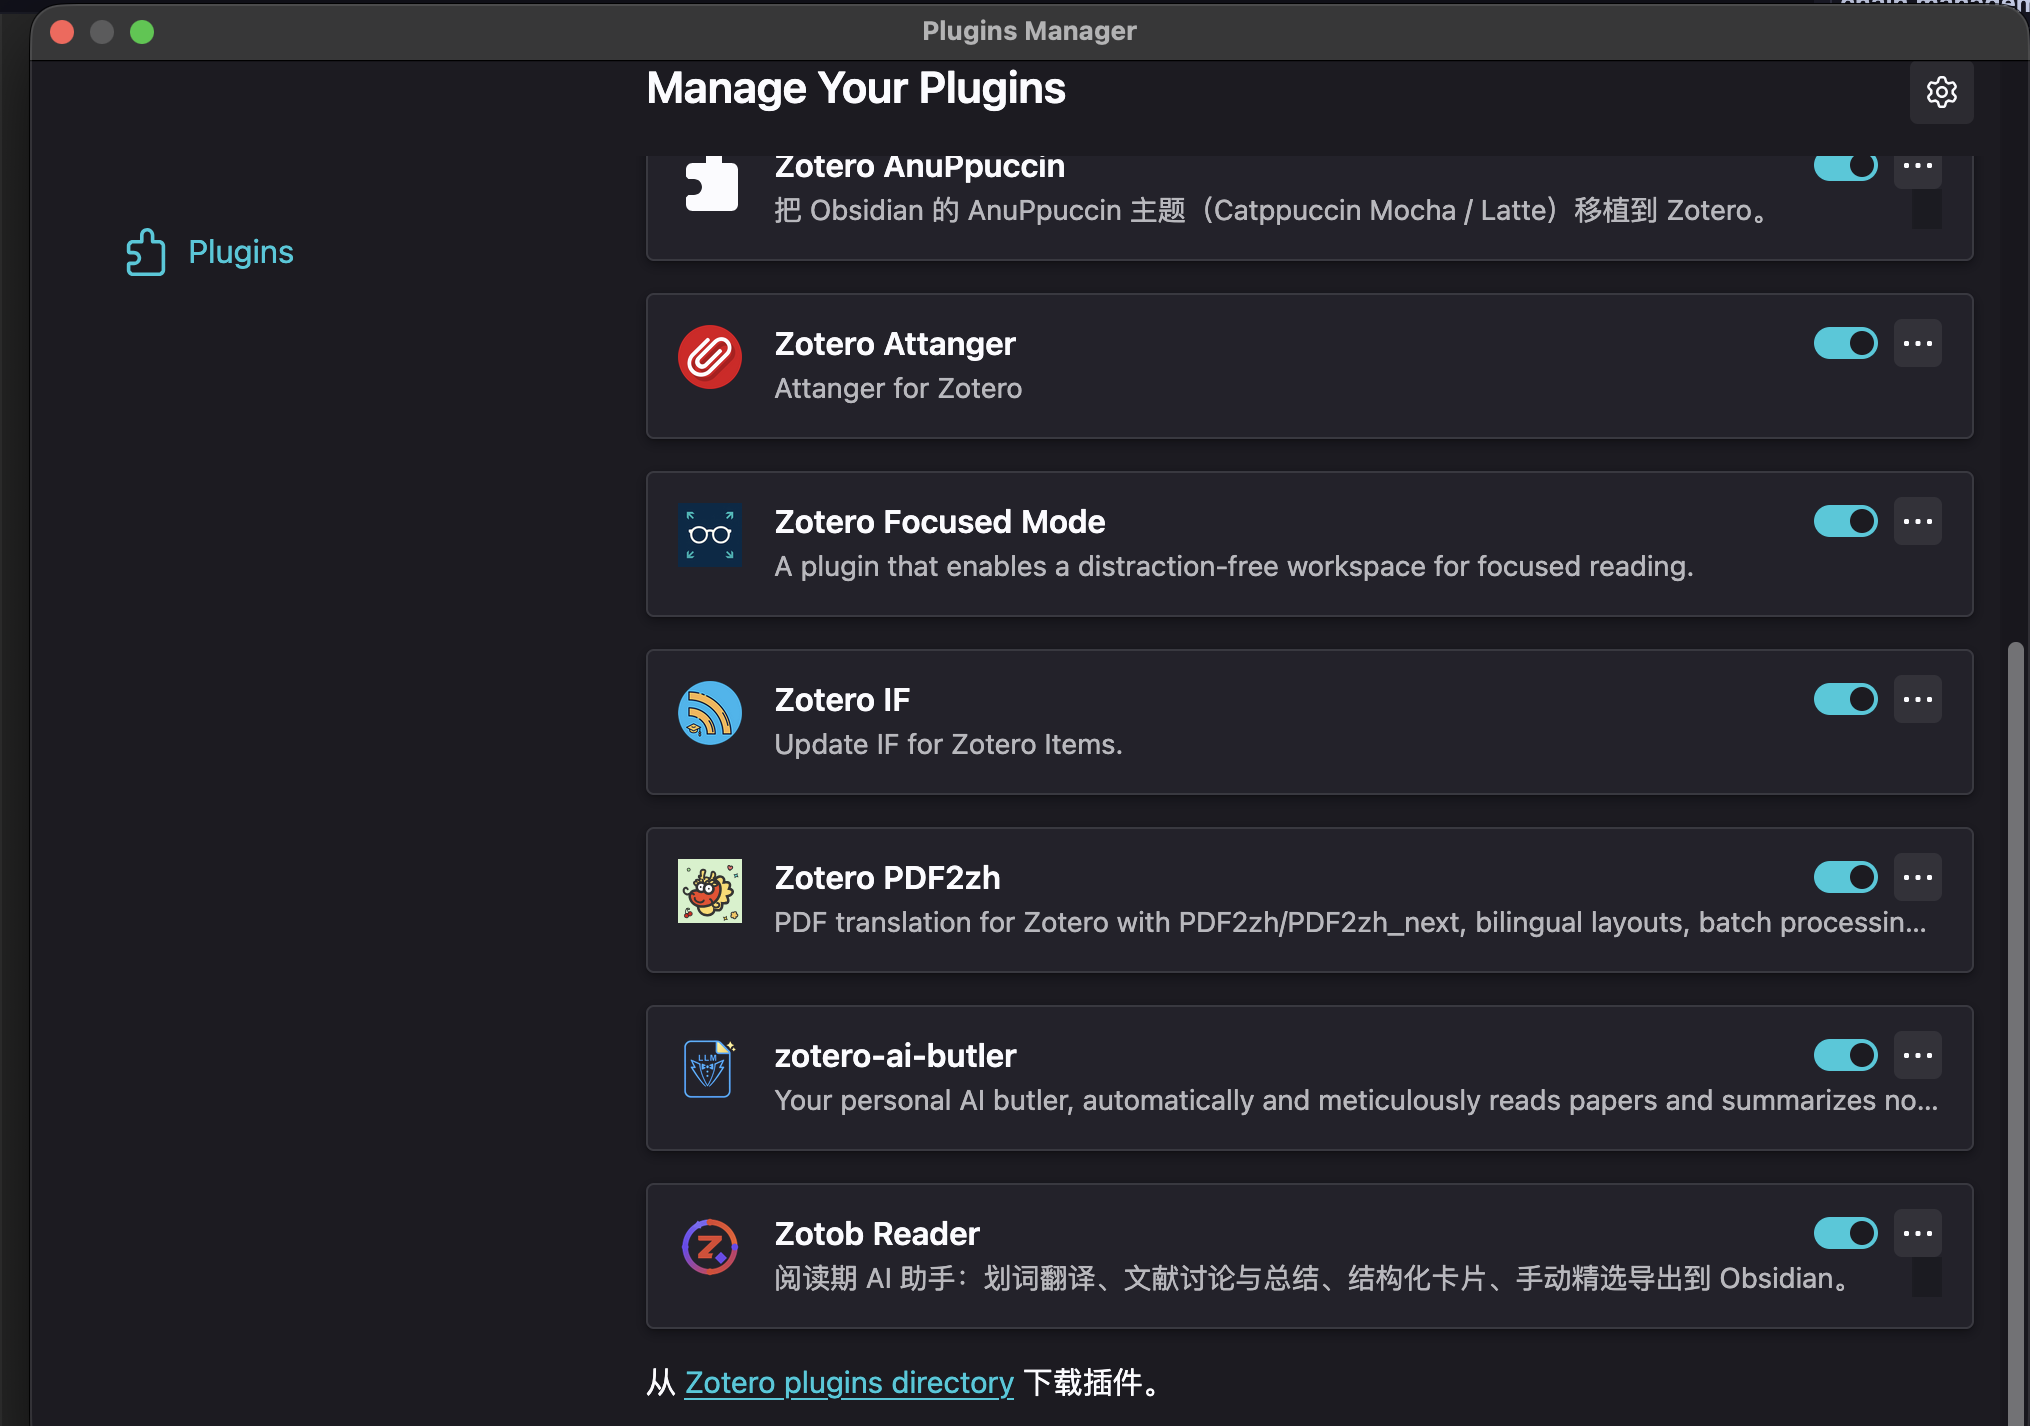 Plugins Manager
Manage Your Plugins
Plugins
Zotero AnuPpuccin
把 Obsidian 的 AnuPpuccin 主题（Catppuccin Mocha / Latte）移植到 Zotero。
Zotero Attanger
Attanger for Zotero
Zotero Focused Mode
A plugin that enables a distraction-free workspace for focused reading.
Zotero IF
Update IF for Zotero Items.
Zotero PDF2zh
PDF translation for Zotero with PDF2zh/PDF2zh_next, bilingual layouts, batch processin...
LLM
zotero-ai-butler
Your personal AI butler, automatically and meticulously reads papers and summarizes no...
Z
Zotob Reader
阅读期 AI 助手：划词翻译、文献讨论与总结、结构化卡片、手动精选导出到 Obsidian。
从 Zotero plugins directory 下载插件。